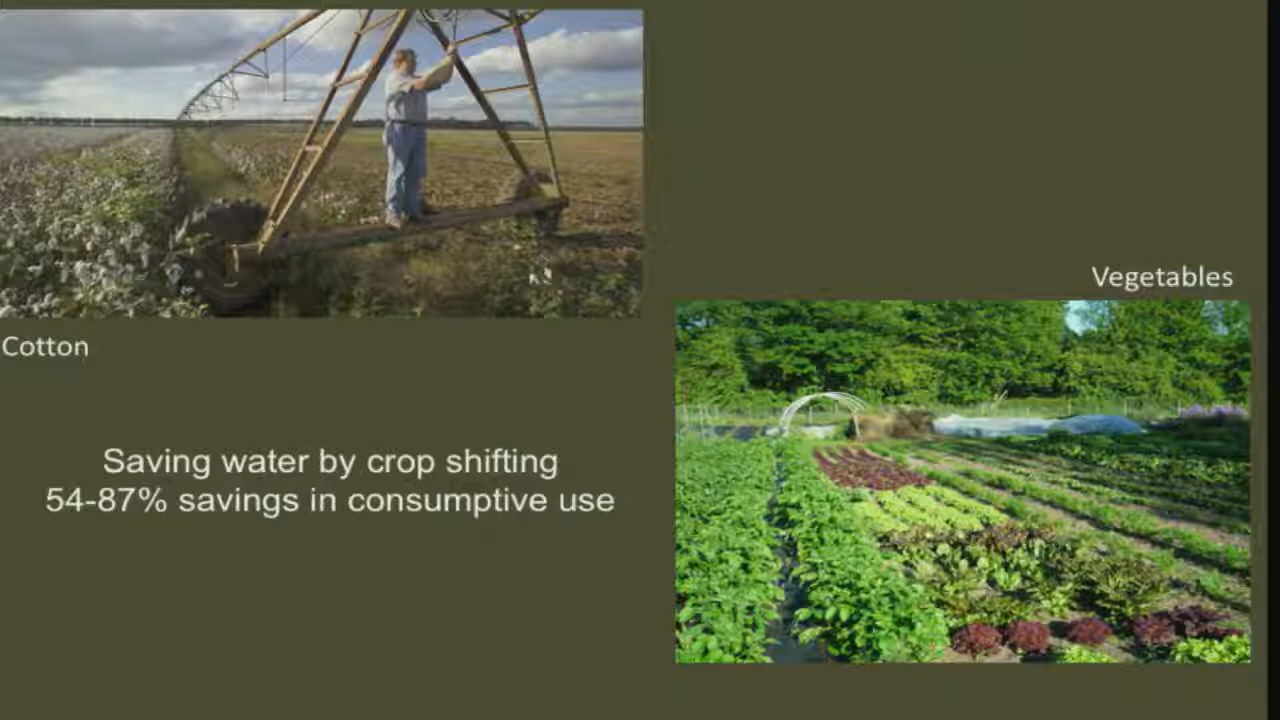 Vegetables
Cotton
Saving water by crop shifting
54-87% savings in consumptive use